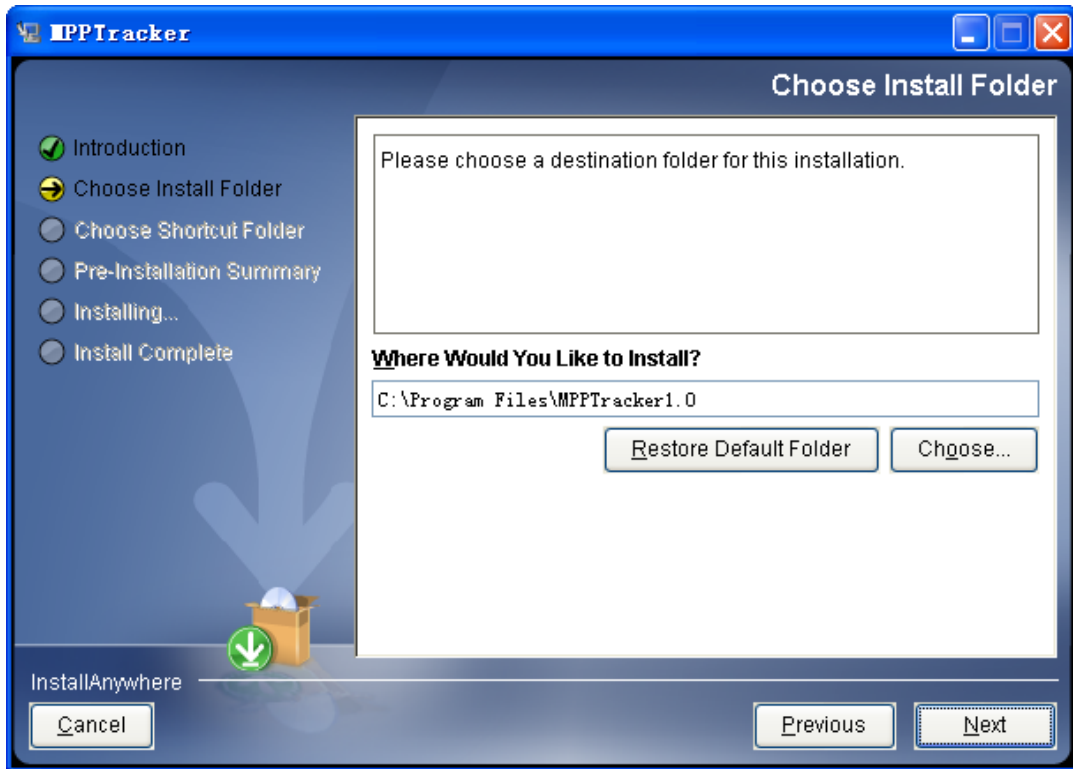 MPPTracker
Choose Install Folder
Introduction
Choose Install Folder
Choose Shortcut Folder
Pre-Installation Summary
Installing...
Install Complete
Please choose a destination folder for this installation.
Where Would You Like to Install?
C:\Program Files\MPPTracker1.0
Restore Default Folder
Choose...
InstallAnywhere
Cancel
Previous
Next